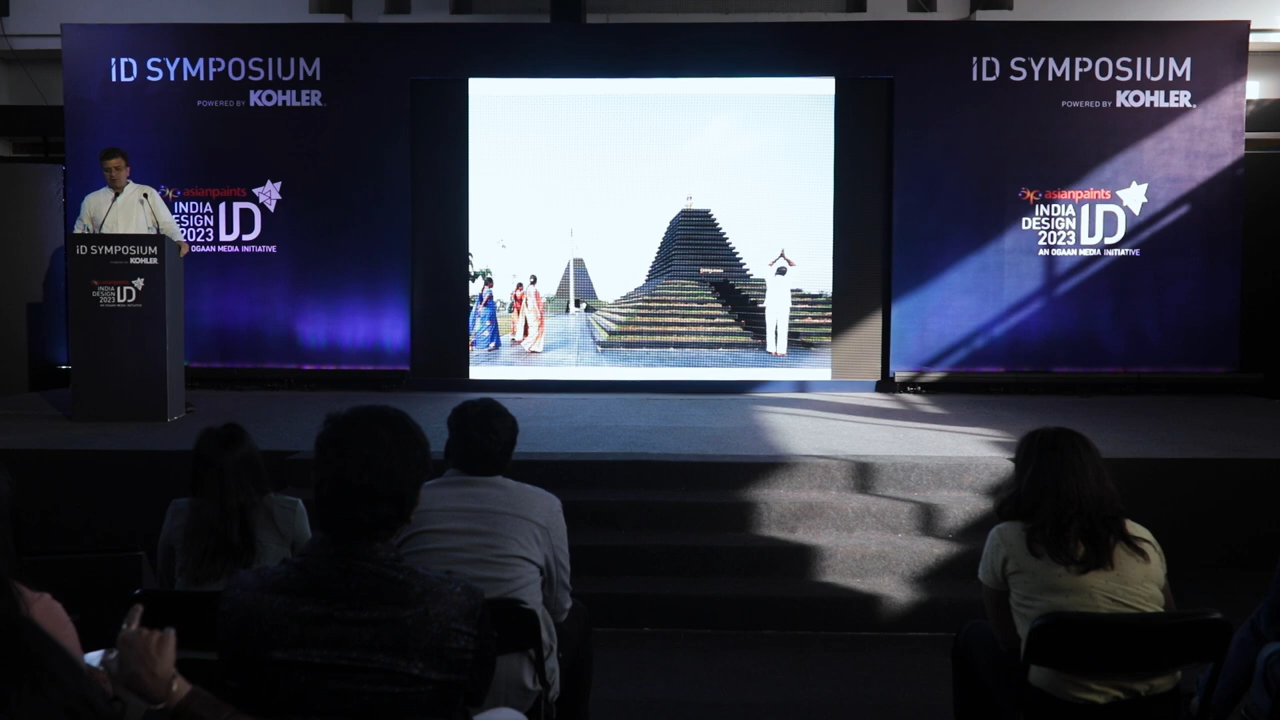 iD SYMPOSIUM
POWERED BY KOHLER
asianpaints
INDIA
DESIGN
2023
ID
AN OGAAN MEDIA INITIATIVE
iD SYMPOSIUM
KOHLER
INDIA
DESIGN
2023
ID
iD SYMPOSIUM
POWERED BY KOHLER
asianpaints
INDIA
DESIGN
2023
ID
AN OGAAN MEDIA INITIATIVE